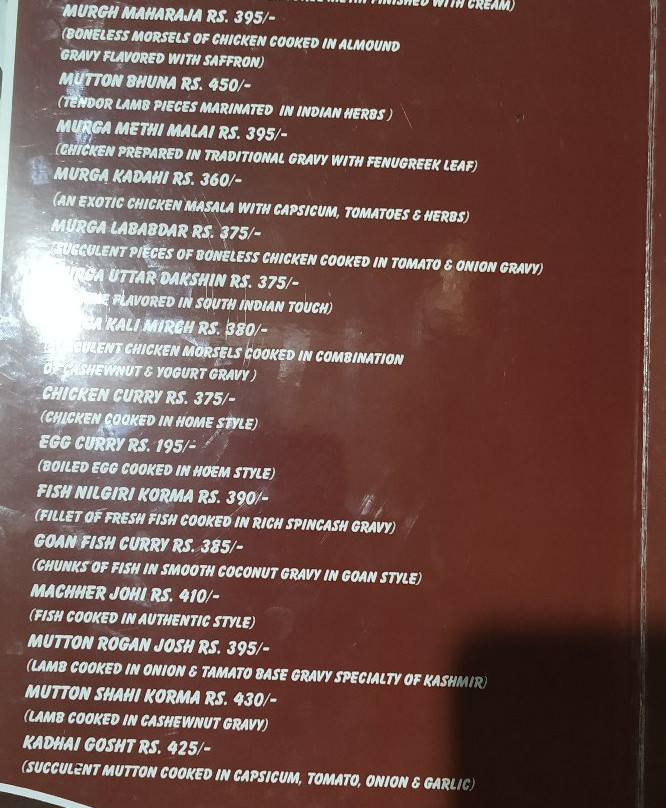 FINISHED WITH CREAM)
MURGH MAHARAJA RS. 395/-
(BONELESS MORSELS OF CHICKEN COOKED IN ALMOUND
GRAVY FLAVORED WITH SAFFRON)
MUTTON BHUNA RS. 450/-
(TENDOR LAMB PIECES MARINATED IN INDIAN HERBS )
MURGA METHI MALAI RS. 395/-
(CHICKEN PREPARED IN TRADITIONAL GRAVY WITH FENUGREEK LEAF)
MURGA KADAHI RS. 360/-
(AN EXOTIC CHICKEN MASALA WITH CAPSICUM, TOMATOES & HERBS)
MURGA LABABDAR RS. 375/-
(SUCCULENT PIECES OF BONELESS CHICKEN COOKED IN TOMATO & ONION GRAVY)
MURGA UTTAR DAKSHIN RS. 375/-
FLAVORED IN SOUTH INDIAN TOUCH)
KALI MIRCH RS. 380/-
SUCCULENT CHICKEN MORSELS COOKED IN COMBINATION
OF CASHEWNUT & YOGURT GRAVY )
CHICKEN CURRY RS. 375/-
(CHICKEN COOKED IN HOME STYLE)
EGG CURRY RS. 195/-
(BOILED EGG COOKED IN HOEM STYLE)
FISH NILGIRI KORMA RS. 390/-
(FILLET OF FRESH FISH COOKED IN RICH SPINCASH GRAVY)
GOAN FISH CURRY RS. 385/-
(CHUNKS OF FISH IN SMOOTH COCONUT GRAVY IN GOAN STYLE)
MACHHER JOHI RS. 410/-
(FISH COOKED IN AUTHENTIC STYLE)
MUTTON ROGAN JOSH RS. 395/-
(LAMB COOKED IN ONION & TAMATO BASE GRAVY SPECIALTY OF KASHMIR)
MUTTON SHAHI KORMA RS. 430/-
(LAMB COOKED IN CASHEWNUT GRAVY)
KADHAI GOSHT RS. 425/-
(SUCCULENT MUTTON COOKED IN CAPSICUM, TOMATO, ONION & GARLIC)